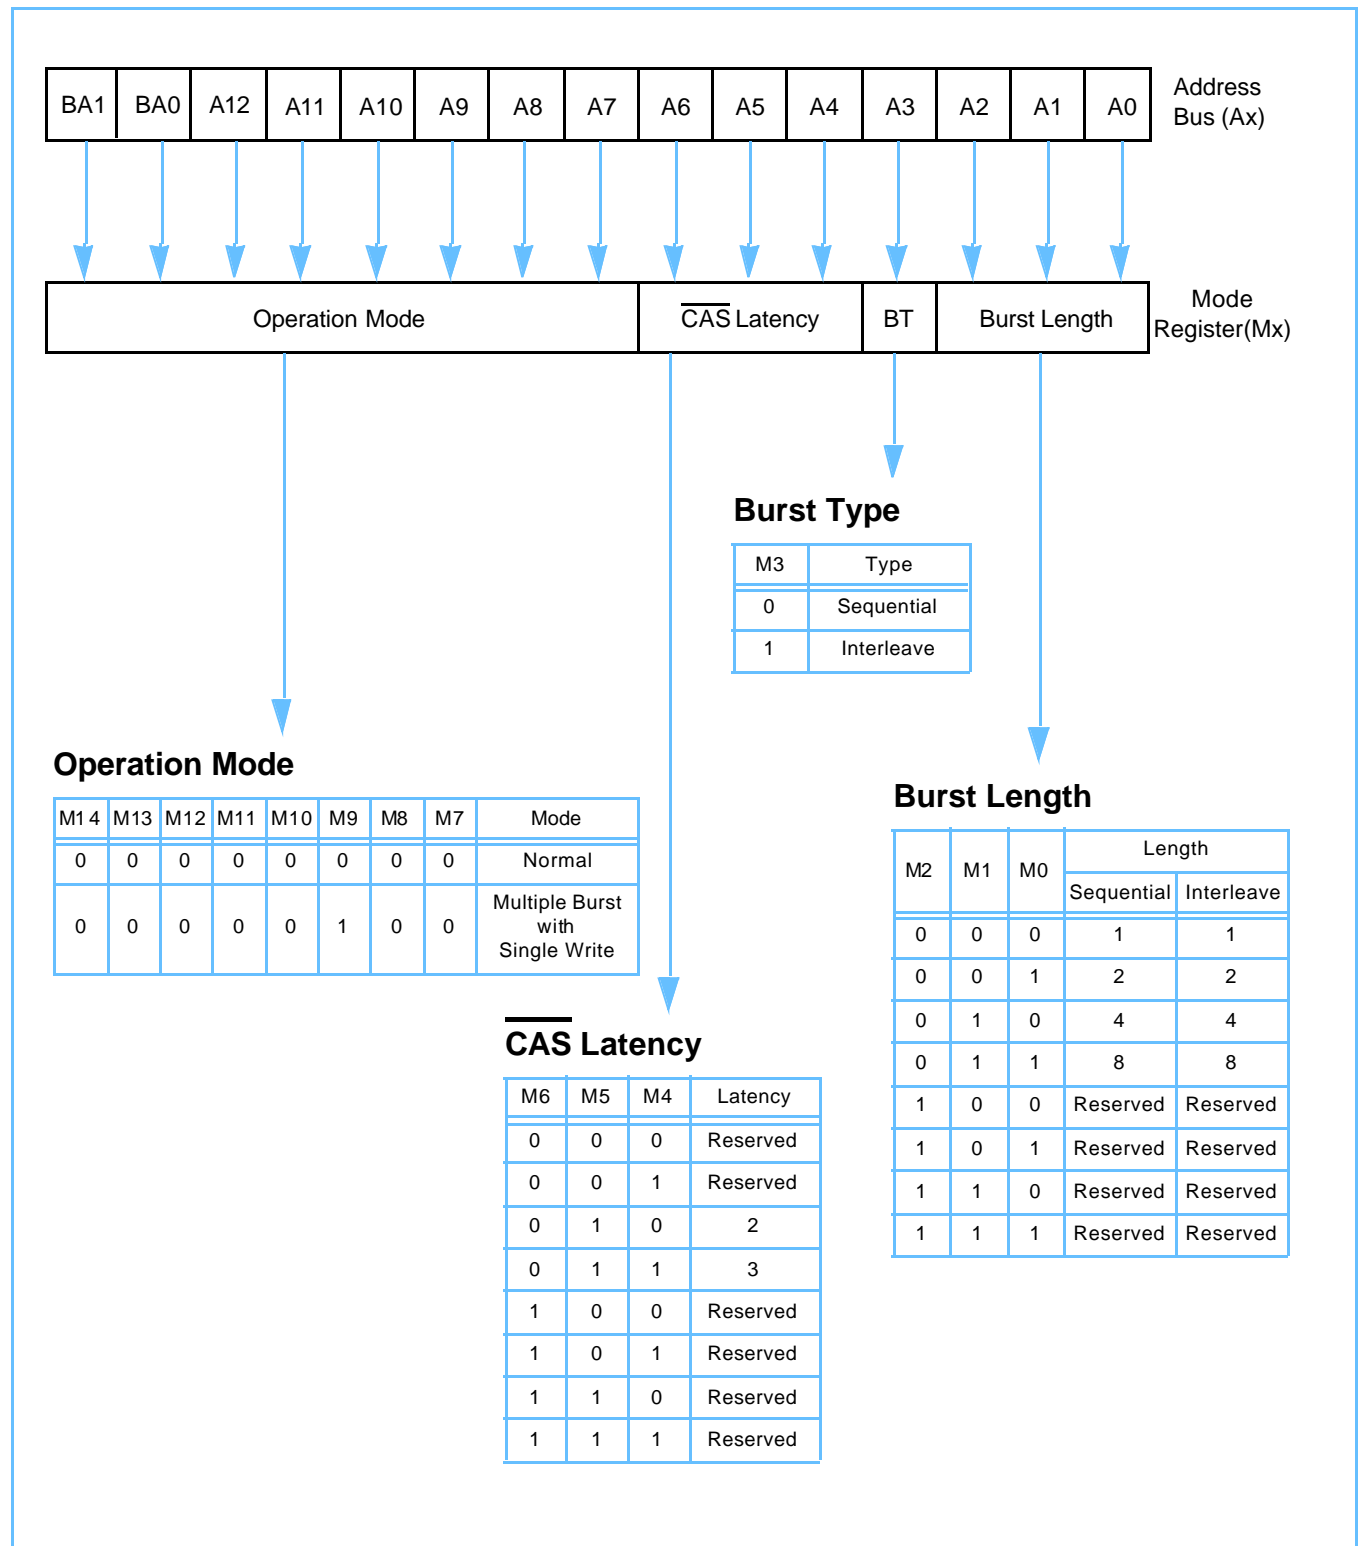 BA1 BA0 A12 A11 A10 A9 A8 A7 A6 A5 A4 A3 A2 A1 A0
Address
Bus (Ax)
Operation Mode CAS Latency BT Burst Length
Mode
Register(Mx)
Burst Type
M3 Type
0 Sequential
1 Interleave
Operation Mode
M14 M13 M12 M11 M10 M9 M8 M7 Mode
0 0 0 0 0 0 0 0 Normal
0 0 0 0 0 1 0 0 Multiple Burst
with
Single Write
Burst Length
M2 M1 M0 Length
Sequential Interleave
0 0 0 1 1
0 0 1 2 2
0 1 0 4 4
0 1 1 8 8
1 0 0 Reserved Reserved
1 0 1 Reserved Reserved
1 1 0 Reserved Reserved
1 1 1 Reserved Reserved
CAS Latency
M6 M5 M4 Latency
0 0 0 Reserved
0 0 1 Reserved
0 1 0 2
0 1 1 3
1 0 0 Reserved
1 0 1 Reserved
1 1 0 Reserved
1 1 1 Reserved